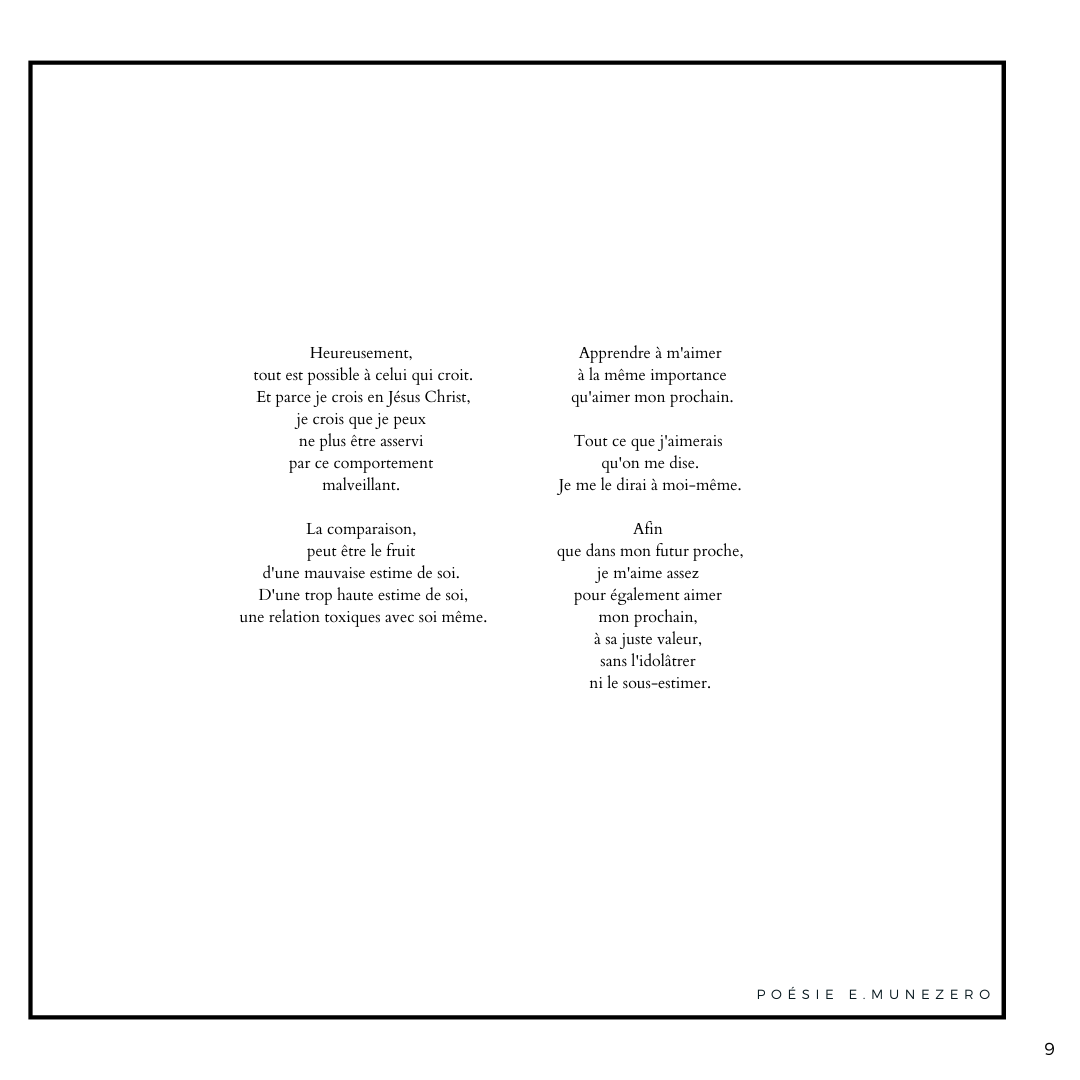 Heureusement,
tout est possible à celui qui croit.
Et parce je crois en Jésus Christ,
je crois que je peux
ne plus être asservi
par ce comportement
malveillant.
La comparaison,
peut être le fruit
d'une mauvaise estime de soi.
D'une trop haute estime de soi,
une relation toxiques avec soi même.
Apprendre à m'aimer
à la même importance
qu'aimer mon prochain.
Tout ce que j'aimerais
qu'on me dise.
Je me le dirai à moi-même.
Afin
que dans mon futur proche,
je m'aime assez
pour également aimer
mon prochain,
à sa juste valeur,
sans l'idolâtrer
ni le sous-estimer.
POÉSIE E.MUNEZERO
9